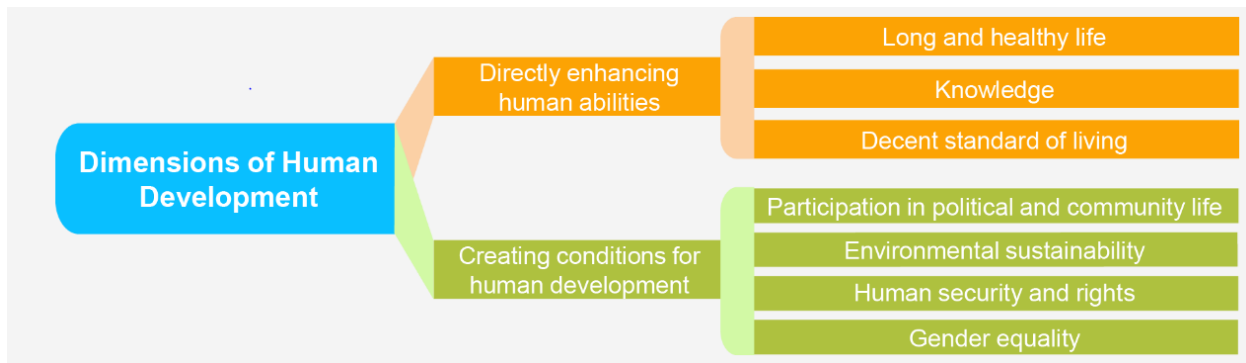 Dimensions of Human
Development
Directly enhancing
human abilities
Long and healthy life
Knowledge
Decent standard of living
Creating conditions for
human development
Participation in political and community life
Environmental sustainability
Human security and rights
Gender equality